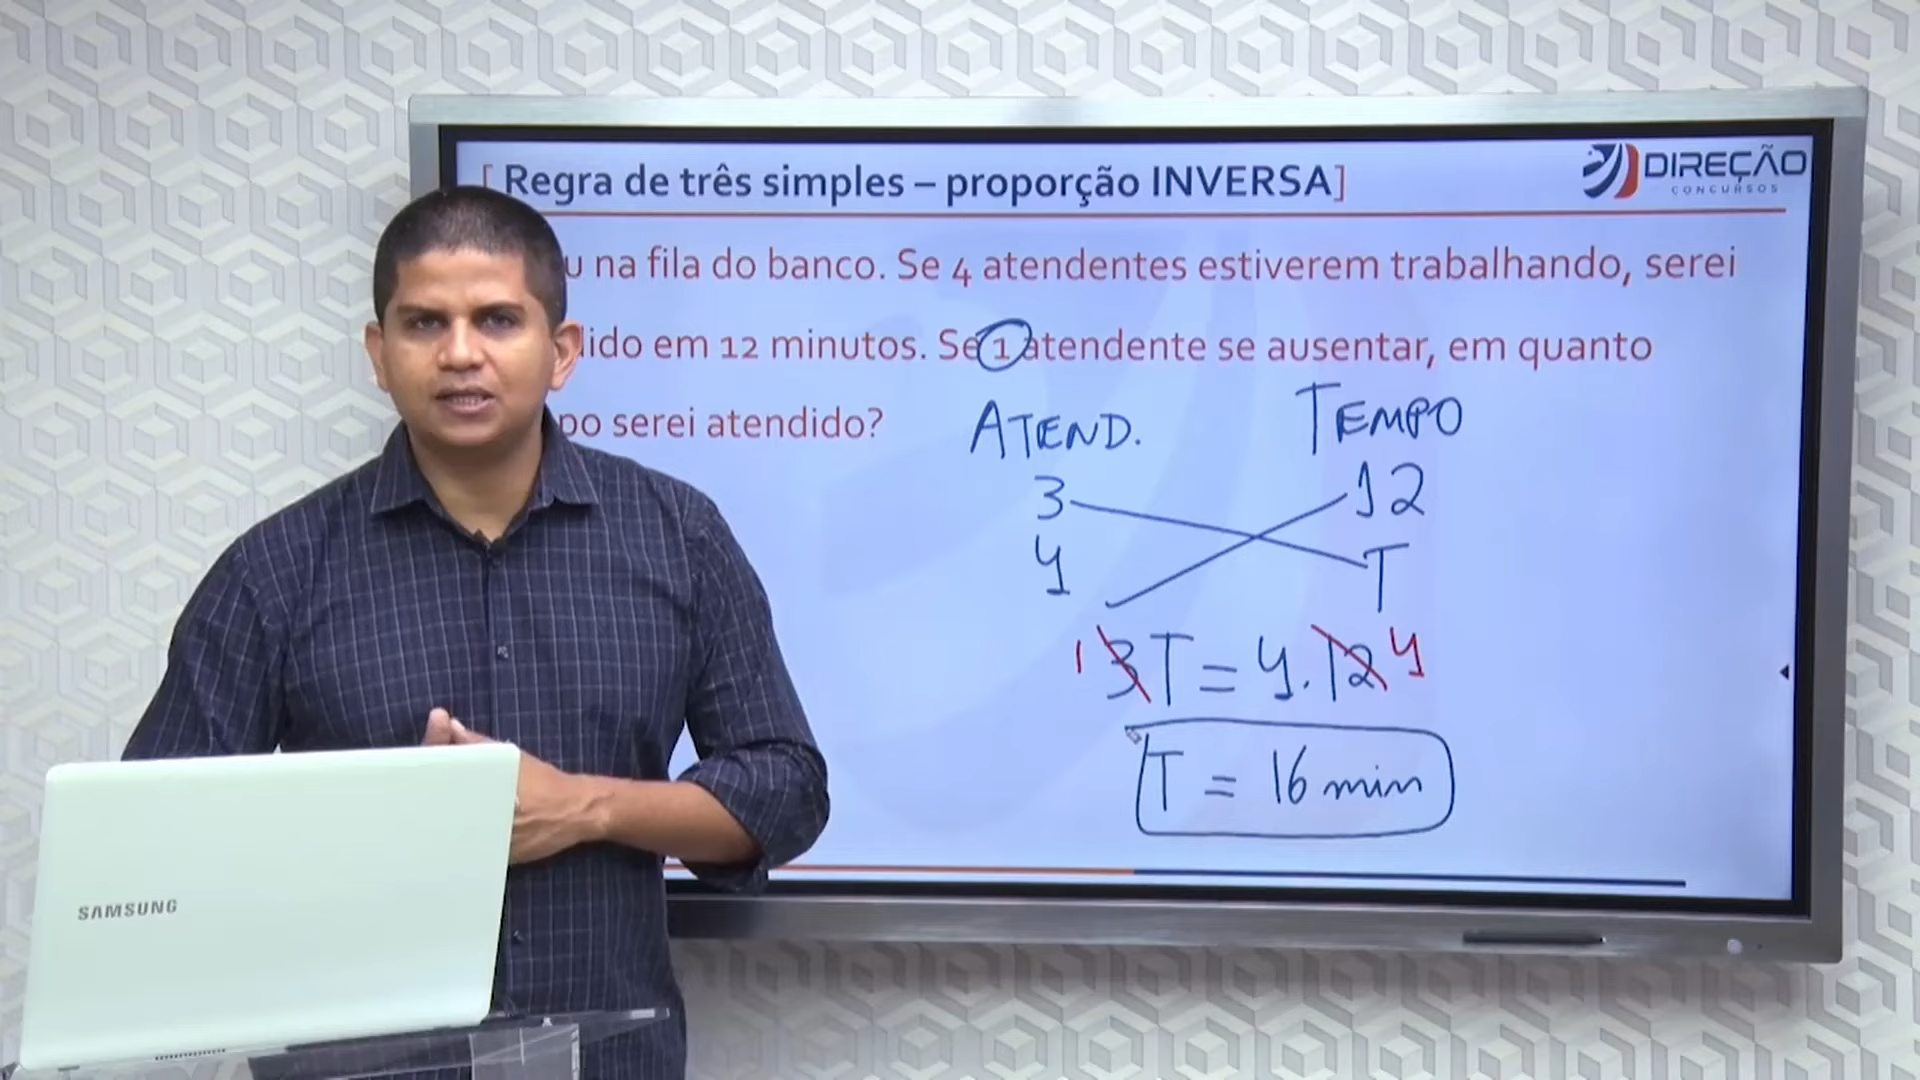 [ Regra de três simples – proporção INVERSA]
DIREÇÃO
CONCURSOS
u na fila do banco. Se 4 atendentes estiverem trabalhando, serei
dido em 12 minutos. Se 1 atendente se ausentar, em quanto
po serei atendido?
ATEND. TEMPO
3 12
4 T
1 3T = 4.12 4
T = 16 min
SAMSUNG